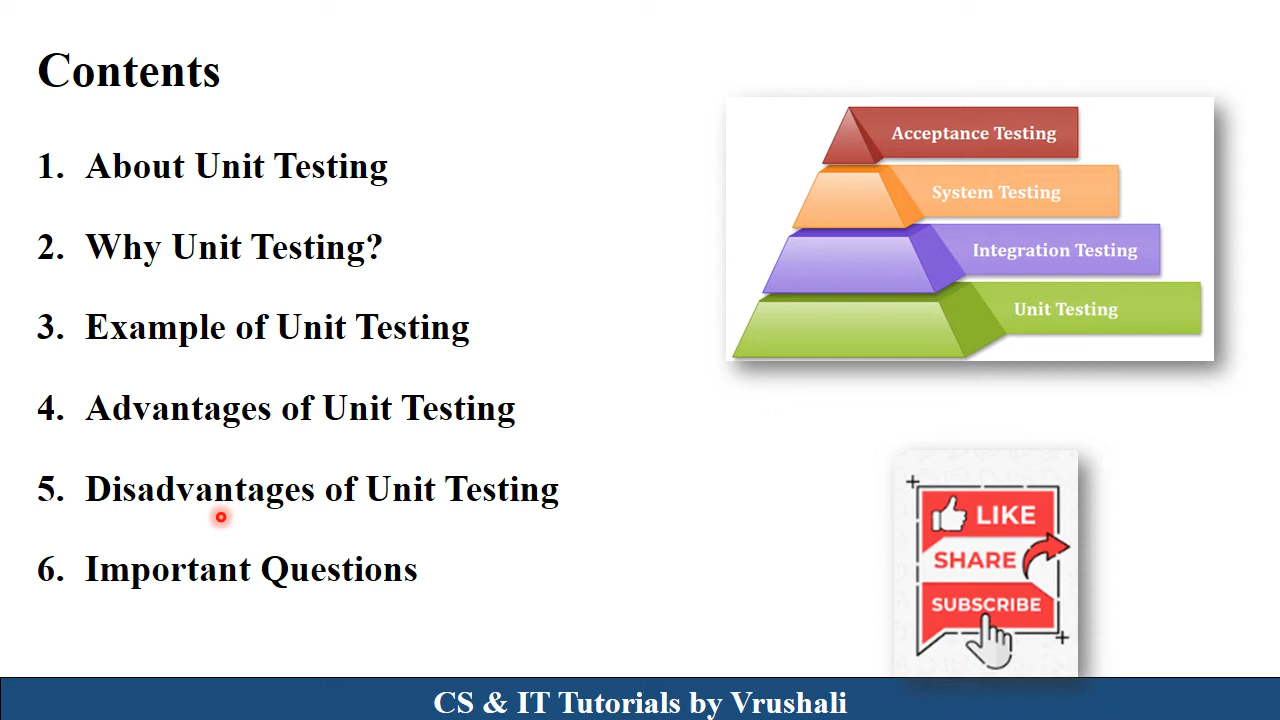 Contents
1. About Unit Testing
2. Why Unit Testing?
3. Example of Unit Testing
4. Advantages of Unit Testing
5. Disadvantages of Unit Testing
6. Important Questions
Acceptance Testing
System Testing
Integration Testing
Unit Testing
LIKE
SHARE
SUBSCRIBE
CS & IT Tutorials by Vrushali